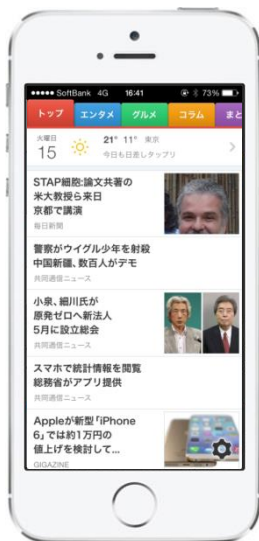 SoftBank 4G 16:41 73%
トップ エンタメ グルメ コラム まと
火曜日 21° 11° 東京
15 今日も日差しタップリ
STAP細胞:論文共著の
米大教授ら来日
京都で講演
毎日新聞
警察がウイグル少年を射殺
中国新疆、数百人がデモ
共同通信ニュース
小泉、細川氏が
原発ゼロへ新法人
5月に設立総会
共同通信ニュース
スマホで統計情報を閲覧
総務省がアプリ提供
共同通信ニュース
Appleが新型「iPhone
6」では約1万円の
値上げを検討して...
GIGAZINE